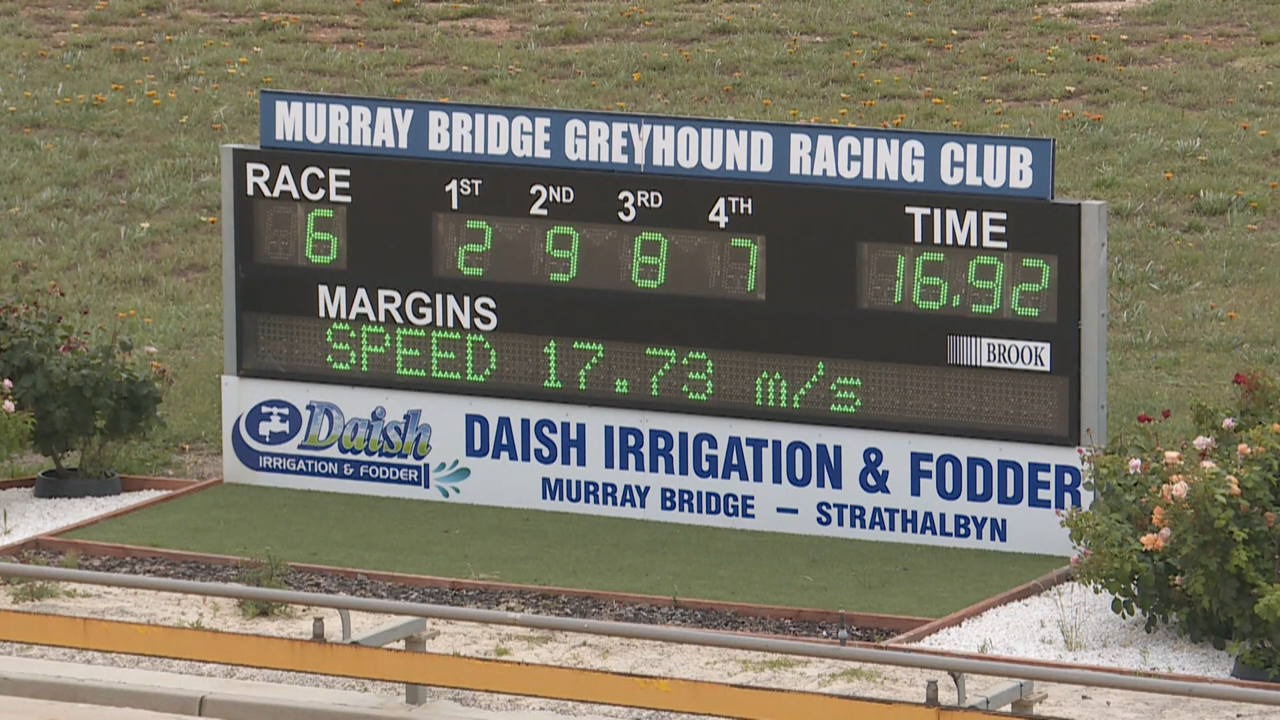 MURRAY BRIDGE GREYHOUND RACING CLUB
RACE 1ST 2ND 3RD 4TH TIME
6 2 9 8 7 16.92
MARGINS
SPEED 17.73 m/s
BROOK
Daish
IRRIGATION & FODDER
DAISH IRRIGATION & FODDER
MURRAY BRIDGE – STRATHALBYN